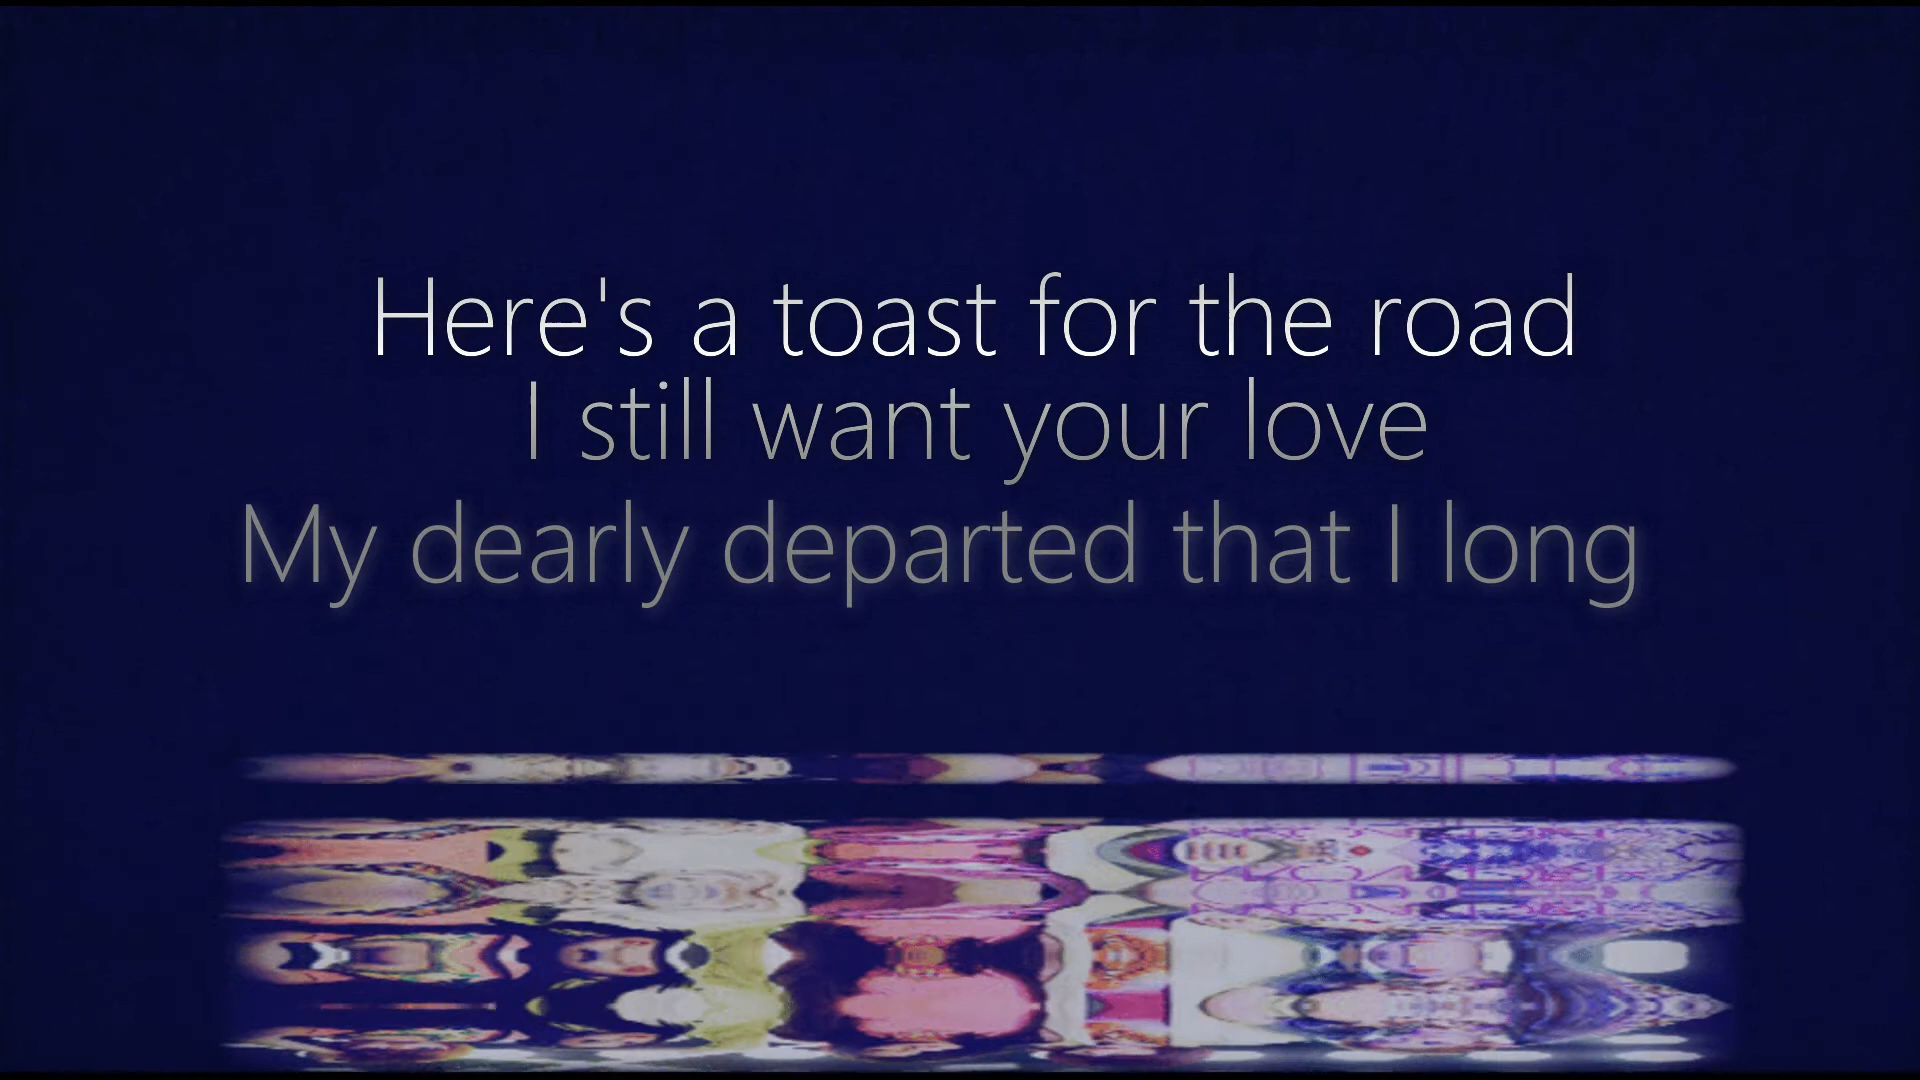 Here's a toast for the road
I still want your love
My dearly departed that I long